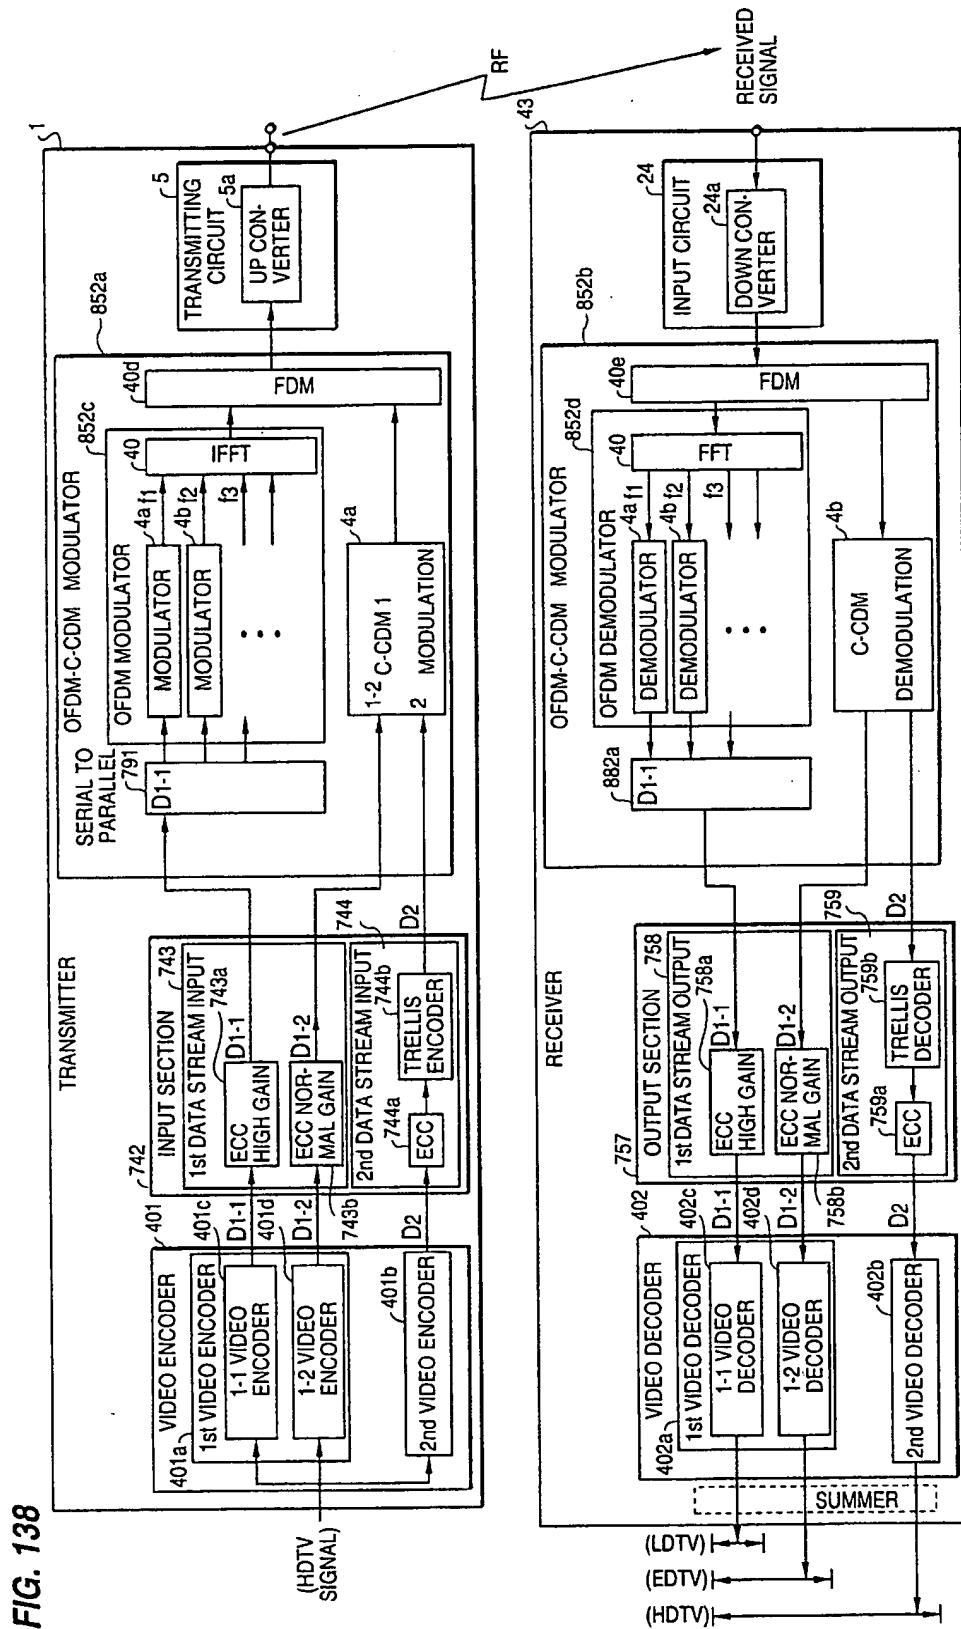 FIG. 138
TRANSMITTER
1
(HDTV
SIGNAL)
VIDEO ENCODER
401
1st VIDEO ENCODER
401a
401c
1-1 VIDEO
ENCODER
401d
1-2 VIDEO
ENCODER
401b
2nd VIDEO ENCODER
D1-1
D1-2
D2
742
INPUT SECTION
743
1st DATA STREAM INPUT
743a
ECC
HIGH GAIN
D1-1
ECC NOR-
MAL GAIN
D1-2
743b
744
2nd DATA STREAM INPUT
744a
ECC
744b
TRELLIS
ENCODER
D2
852a
OFDM-C-CDM MODULATOR
SERIAL TO
PARALLEL
791
D1-1
852c
OFDM MODULATOR
MODULATOR
4a
f1
MODULATOR
4b
f2
f3
40
IFFT
40d
FDM
4a
1-2
C-CDM 1
2
MODULATION
5
TRANSMITTING
CIRCUIT
5a
UP CON-
VERTER
RF
RECEIVED
SIGNAL
RECEIVER
43
(LDTV)
(EDTV)
(HDTV)
SUMMER
VIDEO DECODER
402
1st VIDEO DECODER
402a
402c
1-1 VIDEO
DECODER
402d
1-2 VIDEO
DECODER
402b
2nd VIDEO DECODER
D1-1
D1-2
D2
757
OUTPUT SECTION
758
1st DATA STREAM OUTPUT
758a
ECC
HIGH GAIN
D1-1
ECC NOR-
MAL GAIN
D1-2
758b
759
2nd DATA STREAM OUTPUT
759a
ECC
759b
TRELLIS
DECODER
D2
852b
OFDM-C-CDM MODULATOR
882a
D1-1
852d
OFDM DEMODULATOR
DEMODULATOR
4a
f1
DEMODULATOR
4b
f2
f3
40
FFT
40e
FDM
4b
C-CDM
DEMODULATION
24
INPUT CIRCUIT
24a
DOWN CON-
VERTER